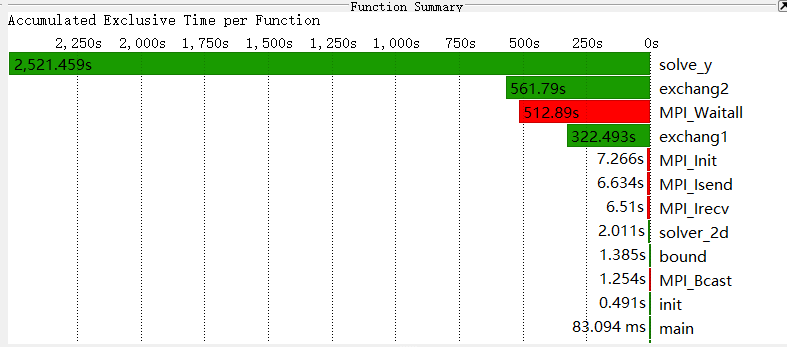 Function Summary
Accumulated Exclusive Time per Function
2,250s 2,000s 1,750s 1,500s 1,250s 1,000s 750s 500s 250s 0s
2,521.459s solve_y
561.79s exchang2
512.89s MPI_Waitall
322.493s exchang1
7.266s MPI_Init
6.634s MPI_Isend
6.51s MPI_Irecv
2.011s solver_2d
1.385s bound
1.254s MPI_Bcast
0.491s init
83.094 ms main